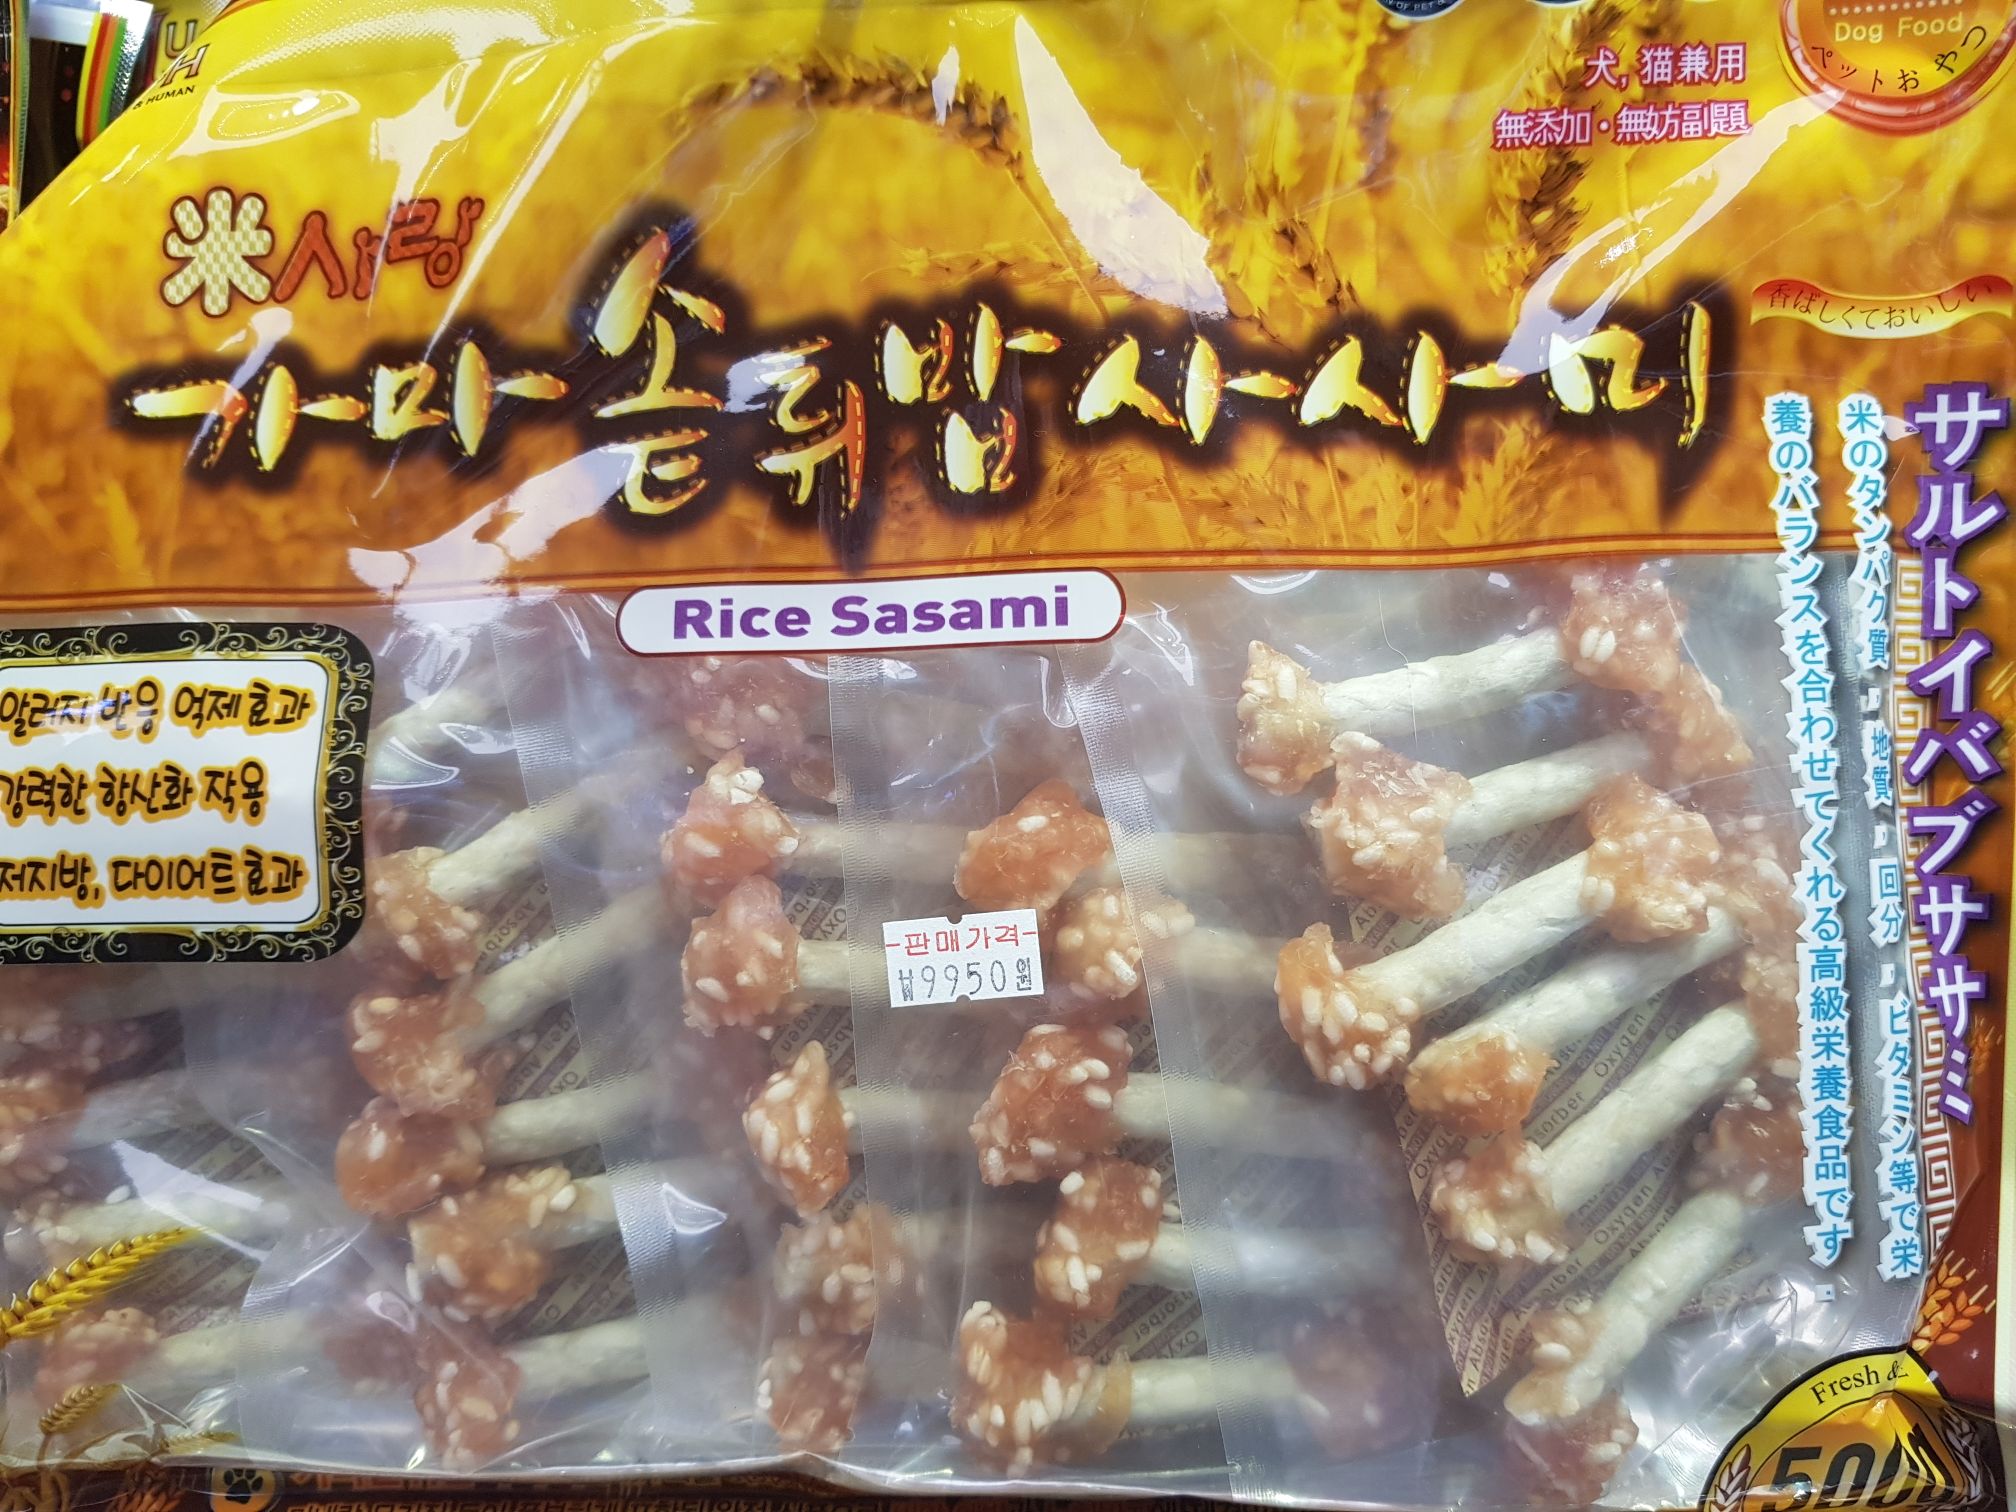 & HUMAN
Dog Food
ペットおやつ
犬, 猫兼用
無添加・無妨副題
米사랑
가마솥튀밥사사미
香ばしくておいしい
Rice Sasami
サルトイバブササミ
米のタンパク質，地質，回分，ビタミン等で栄
養のバランスを合わせてくれる高級栄養食品です.
알러지 반응 억제효과
강력한 항산화 작용
저지방, 다이어트효과
-판매가격-
₩9950원
Oxygen Absorber
Fresh &